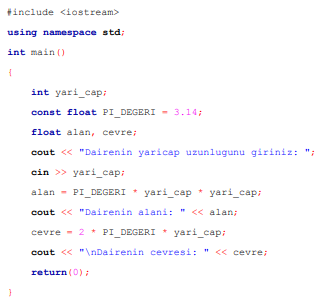 #include <iostream>
using namespace std;
int main()
{
int yari_cap;
const float PI_DEGERI = 3.14;
float alan, cevre;
cout << "Dairenin yaricap uzunlugunu giriniz: ";
cin >> yari_cap;
alan = PI_DEGERI * yari_cap * yari_cap;
cout << "Dairenin alani: " << alan;
cevre = 2 * PI_DEGERI * yari_cap;
cout << "\nDairenin cevresi: " << cevre;
return(0);
}